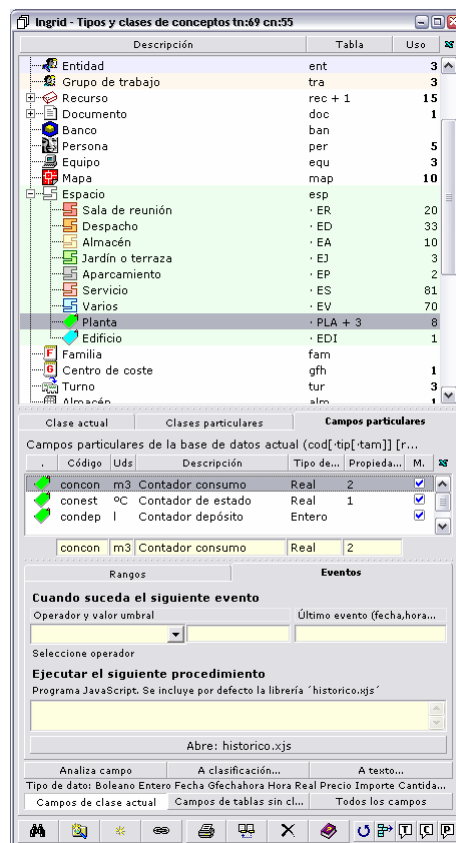 Ingrid - Tipos y clases de conceptos tn:69 cn:55
Descripción Tabla Uso
Entidad ent 3
Grupo de trabajo tra 3
Recurso rec + 1 15
Documento doc 1
Banco ban
Persona per 5
Equipo equ 3
Mapa map 10
Espacio esp
Sala de reunión · ER 20
Despacho · ED 33
Almacén · EA 10
Jardín o terraza · EJ 3
Aparcamiento · EP 2
Servicio · ES 81
Varios · EV 70
Planta · PLA + 3 8
Edificio · EDI 1
F Familia fam
6 Centro de coste gfh 1
Turno tur 3
Almacén alm 1
Clase actual Clases particulares Campos particulares
Campos particulares de la base de datos actual (cod[·tip[·tam]] [r...
. Código Uds Descripción Tipo de... Propieda... M.
concon m3 Contador consumo Real 2
conest ºC Contador de estado Real 1
condep l Contador depósito Entero
concon m3 Contador consumo Real 2
Rangos Eventos
Cuando suceda el siguiente evento
Operador y valor umbral Último evento (fecha,hora...
Seleccione operador
Ejecutar el siguiente procedimiento
Programa JavaScript. Se incluye por defecto la librería ´historico.xjs´
Abre: historico.xjs
Analiza campo A clasificación... A texto...
Tipo de dato: Boleano Entero Fecha Gfechahora Hora Real Precio Importe Cantida...
Campos de clase actual Campos de tablas sin cl... Todos los campos
T C P